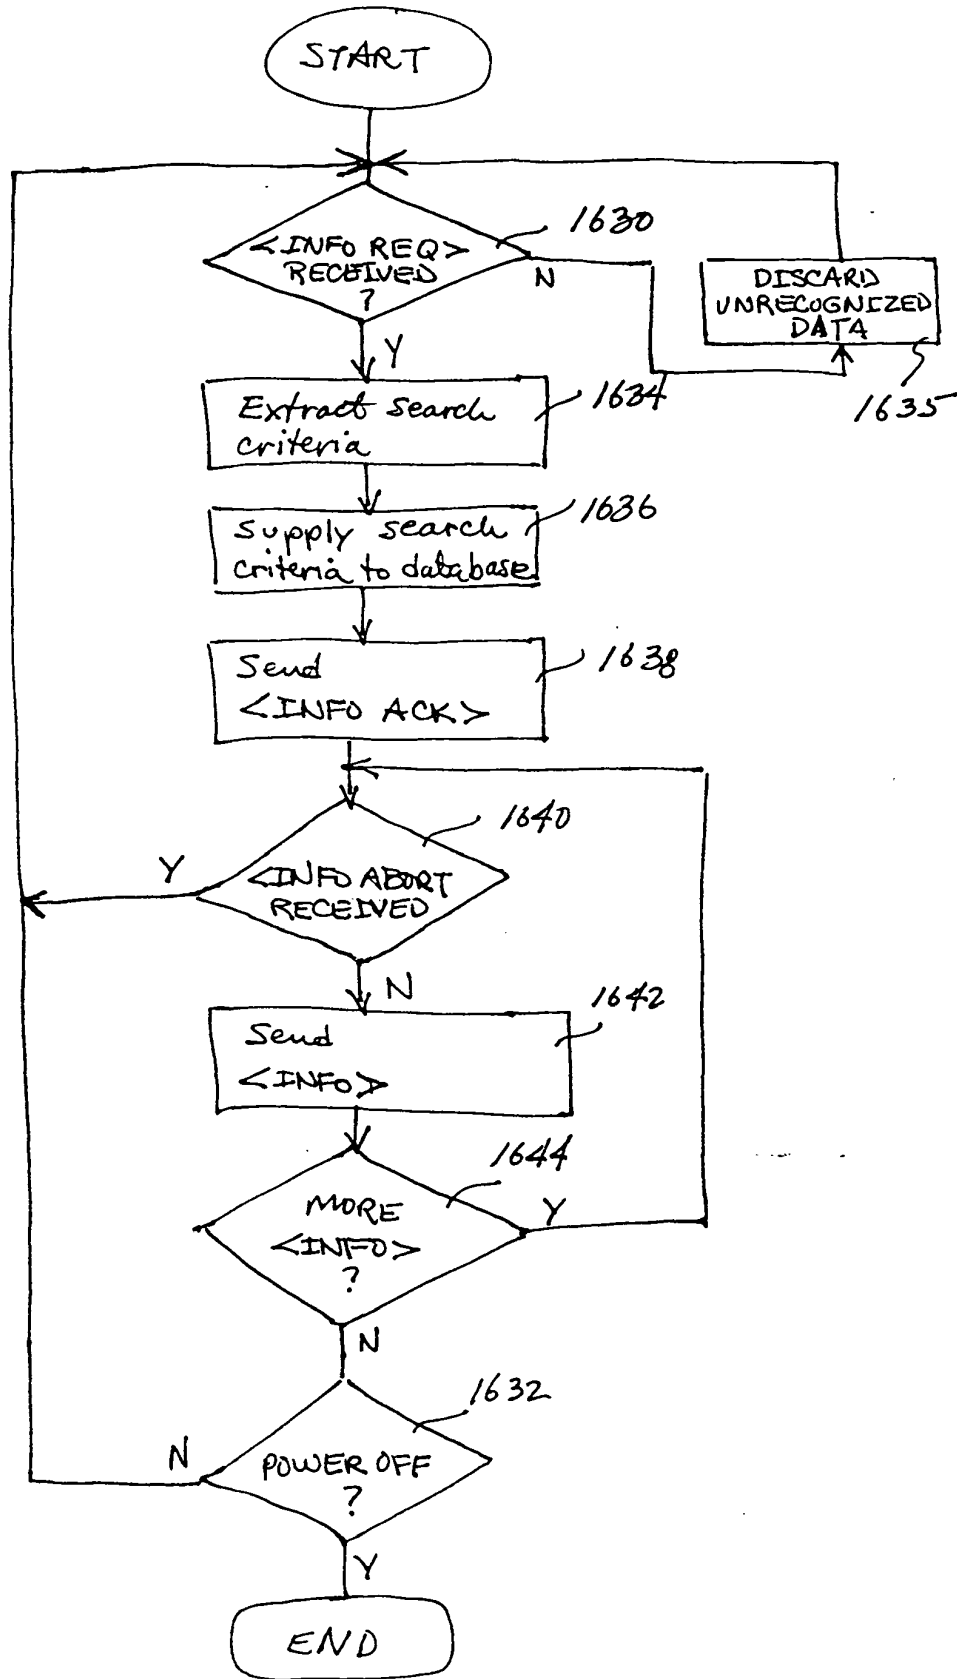 START
1630
<INFO REQ>
RECEIVED
?
N
Y
DISCARD
UNRECOGNIZED
DATA
1635
Extract search
criteria
1634
Supply search
criteria to database
1636
Send
<INFO ACK>
1638
1640
Y
<INFO ABORT
RECEIVED
N
1642
Send
<INFO>
1644
MORE
<INFO>
?
Y
N
1632
N
POWER OFF
?
Y
END